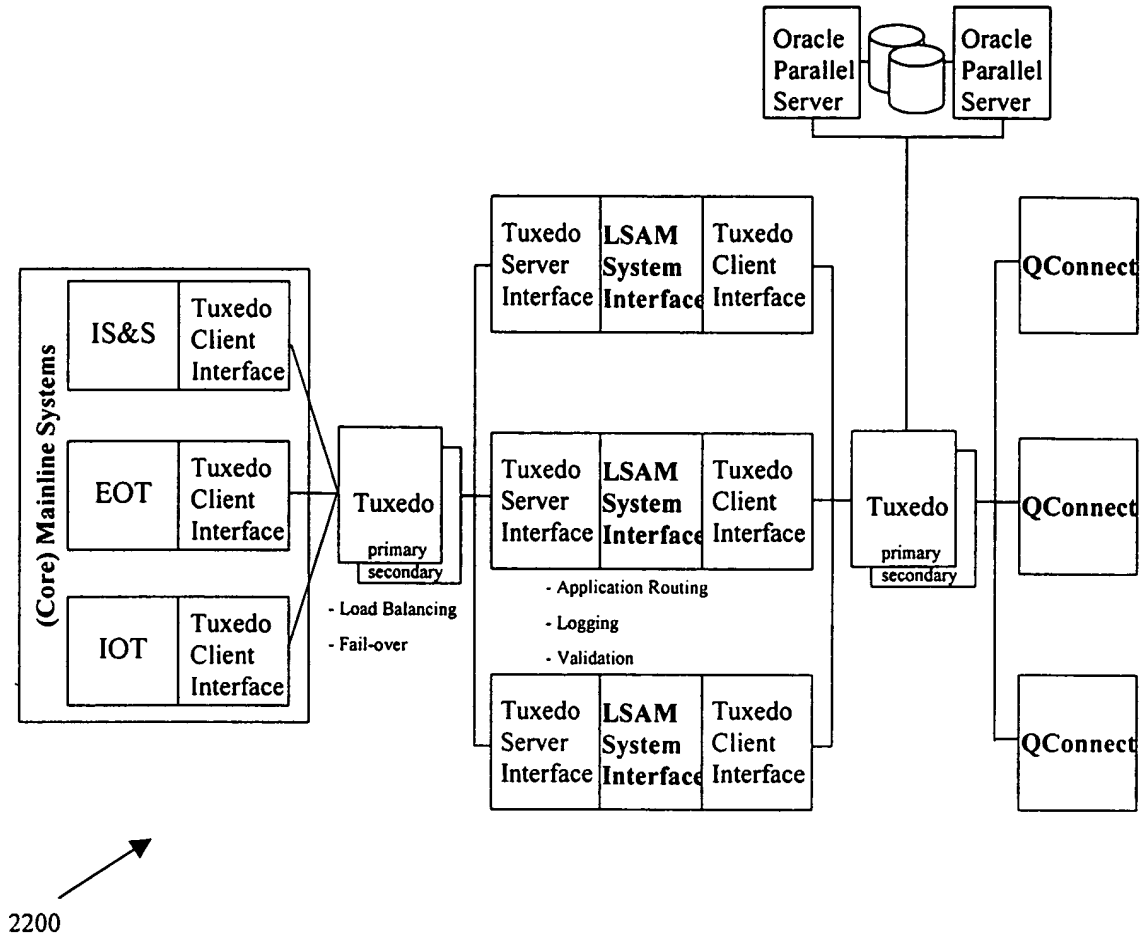 Oracle
Parallel
Server
Oracle
Parallel
Server
(Core) Mainline Systems
IS&S
Tuxedo
Client
Interface
EOT
Tuxedo
Client
Interface
IOT
Tuxedo
Client
Interface
Tuxedo
primary
secondary
- Load Balancing
- Fail-over
Tuxedo
Server
Interface
LSAM
System
Interface
Tuxedo
Client
Interface
Tuxedo
Server
Interface
LSAM
System
Interface
Tuxedo
Client
Interface
- Application Routing
- Logging
- Validation
Tuxedo
Server
Interface
LSAM
System
Interface
Tuxedo
Client
Interface
Tuxedo
primary
secondary
QConnect
QConnect
QConnect
2200